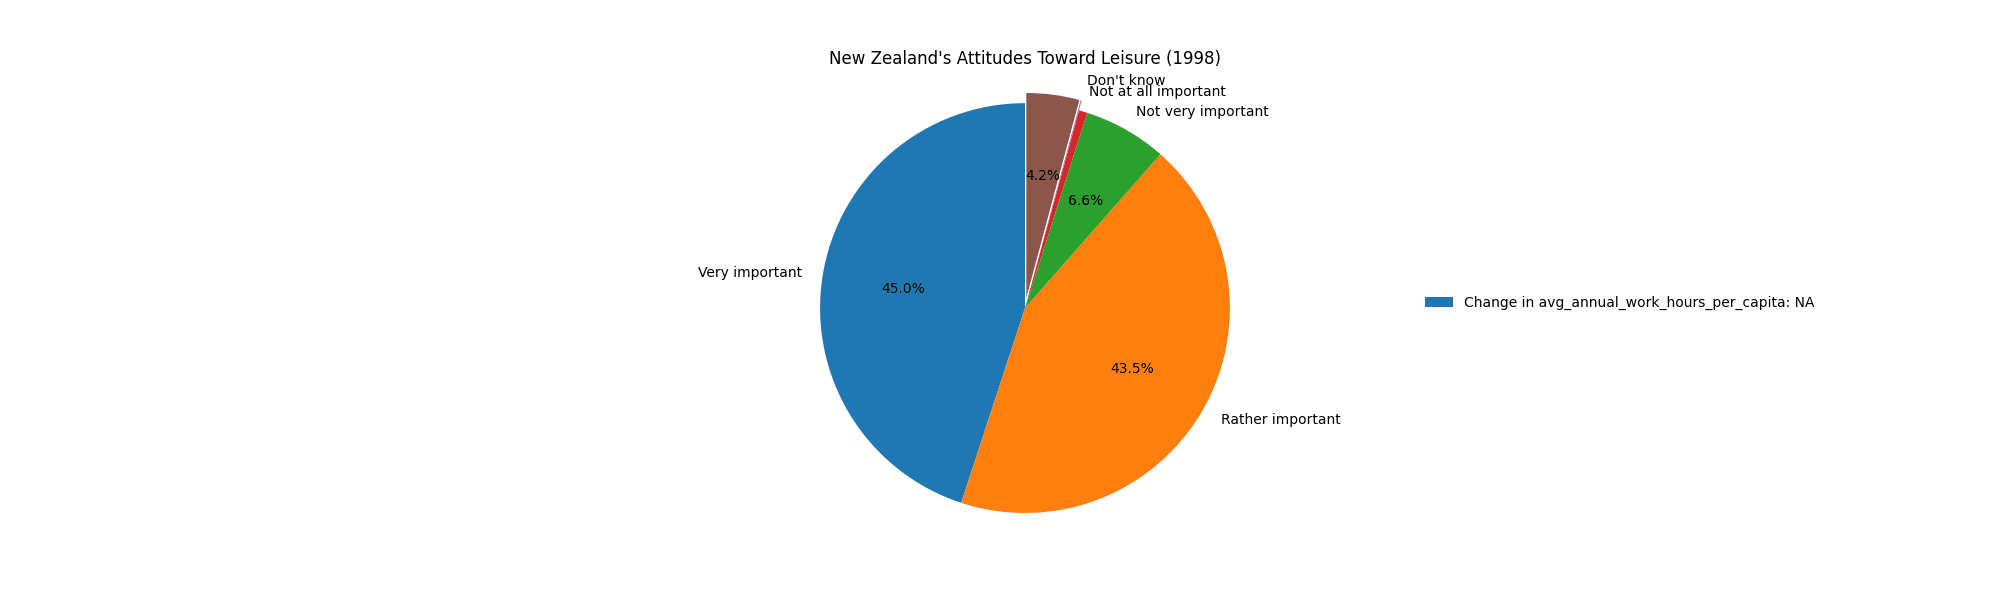 New Zealand's Attitudes Toward Leisure (1998)
Don't know
Not at all important
Not very important
4.2%
6.6%
Very important
45.0%
Change in avg_annual_work_hours_per_capita: NA
43.5%
Rather important